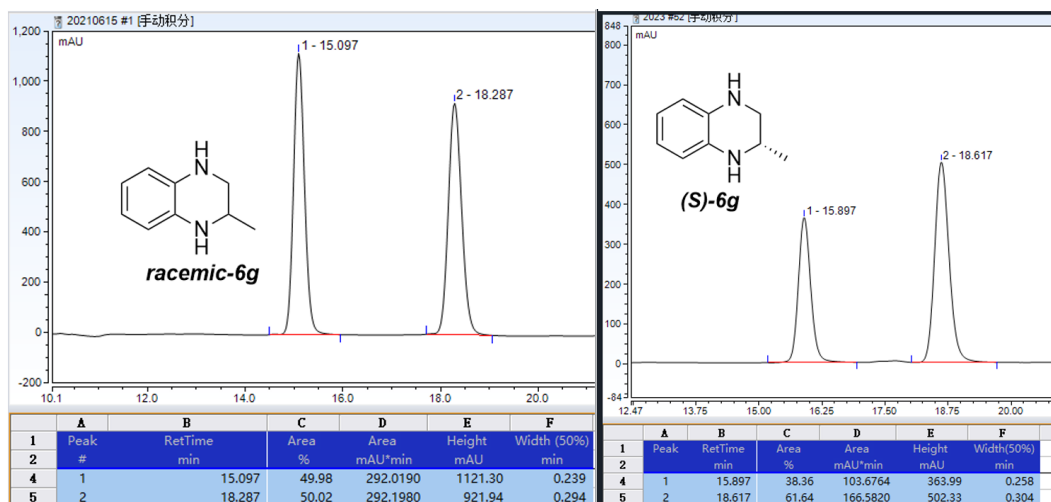 20210615 #1 [手动积分]
1,200
mAU
1 - 15.097
1,000
2 - 18.287
800
600
H
N
400
N
H
200
racemic-6g
0
-200
10.1
12.0
14.0
16.0
18.0
20.0
A B C D E F
1 Peak RetTime Area Area Height Width (50%)
2 # min % mAU*min mAU min
4 1 15.097 49.98 292.0190 1121.30 0.239
5 2 18.287 50.02 292.1980 921.94 0.294
2023 #62 [手动积分]
848
mAU
800
700
H
N
600
N
H
2 - 18.617
500
(S)-6g
400
1 - 15.897
300
200
100
0
-84
12.47
13.75
15.00
16.25
17.50
18.75
20.00
A B C D E F
1 Peak RetTime Area Area Height Width(50%)
2 min % mAU*min mAU min
4 1 15.897 38.36 103.6764 363.99 0.258
5 2 18.617 61.64 166.5820 502.33 0.304